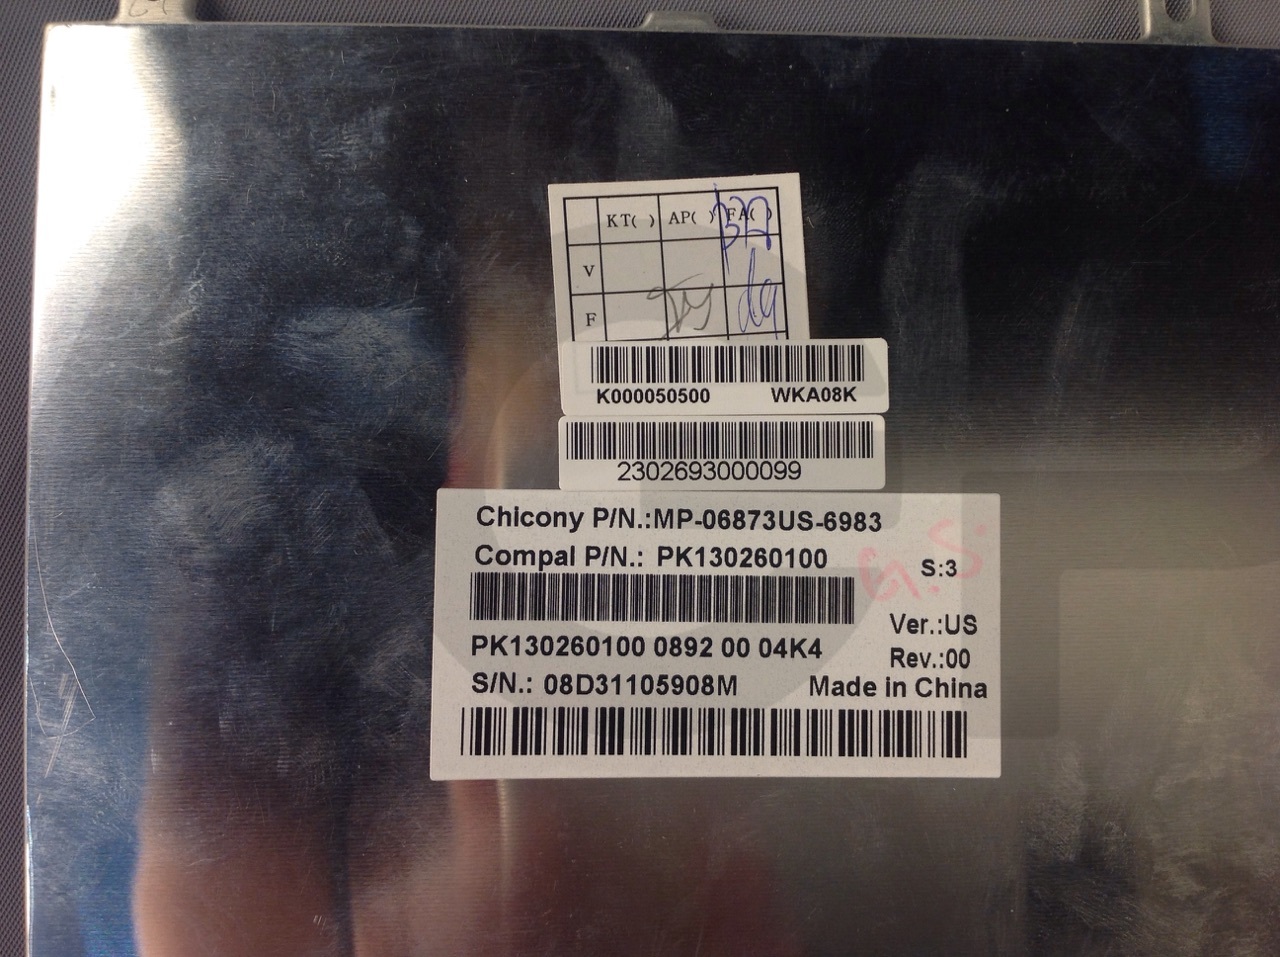 KT( ) AP( ) FA( )
V
F
K000050500 WKA08K
2302693000099
Chicony P/N.:MP-06873US-6983
Compal P/N.: PK130260100
S:3
Ver.:US
PK130260100 0892 00 04K4
Rev.:00
S/N.: 08D31105908M Made in China